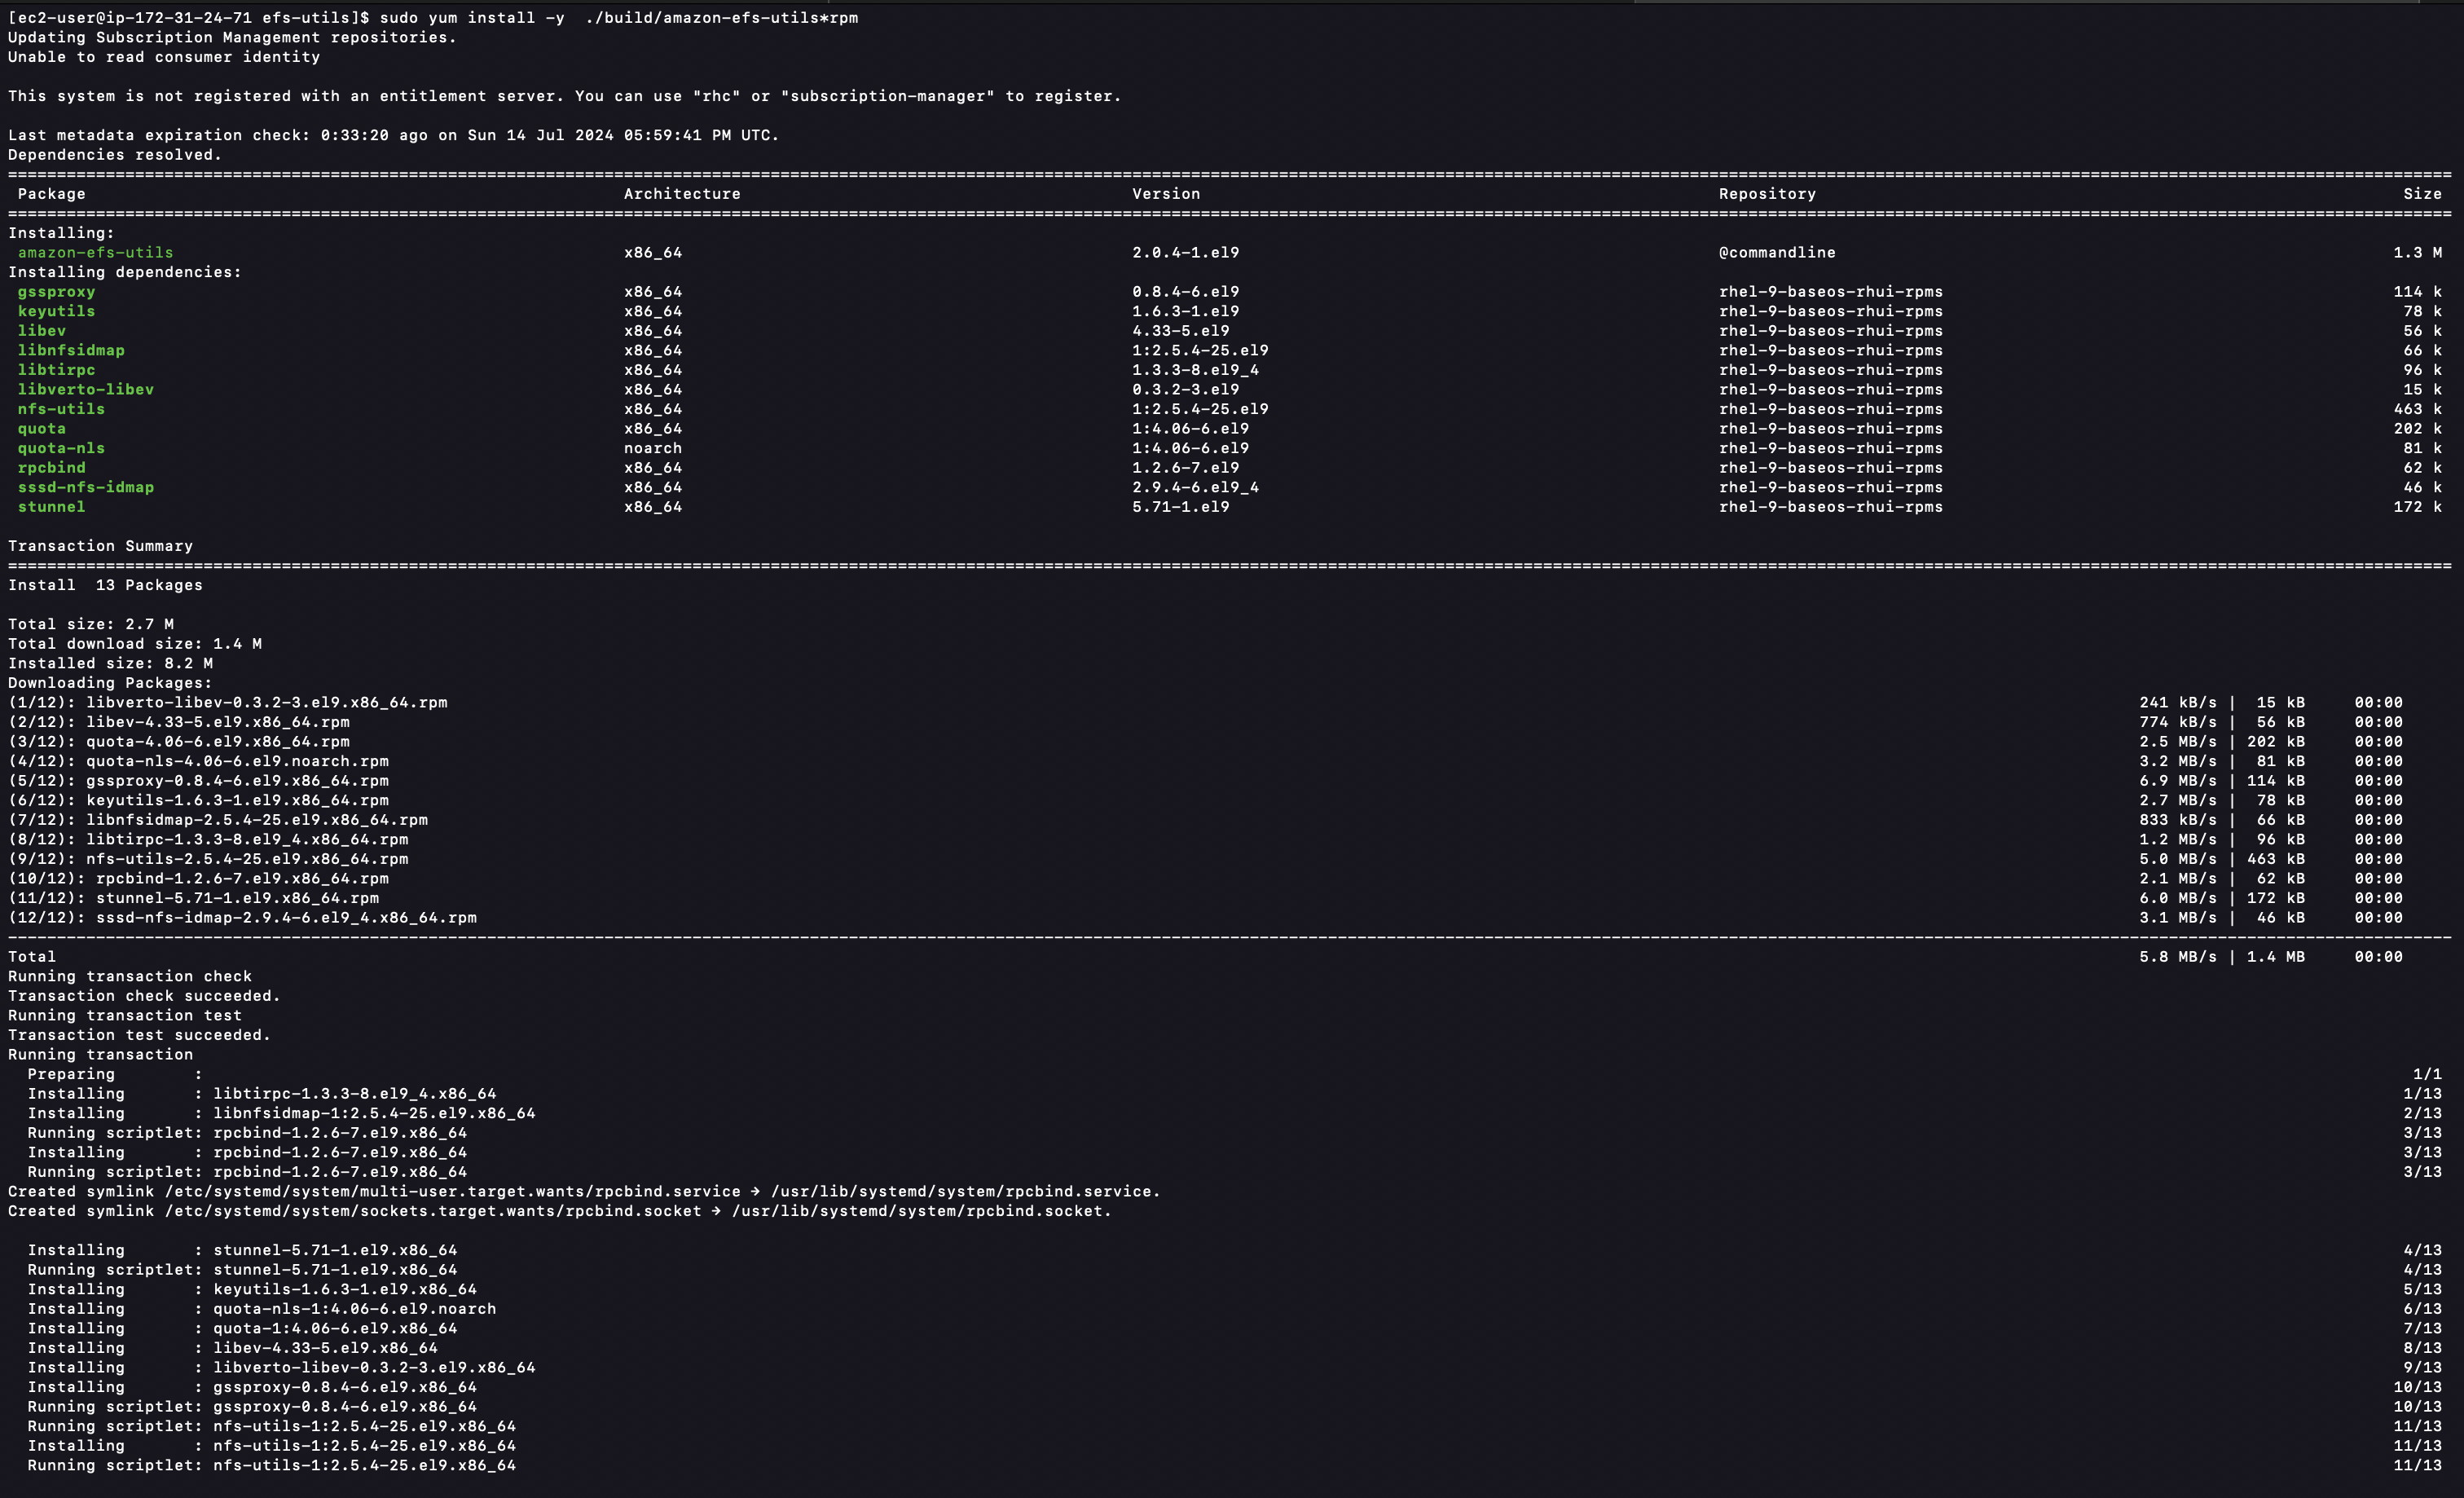 [ec2-user@ip-172-31-24-71 efs-utils]$ sudo yum install -y  ./build/amazon-efs-utils*rpm
Updating Subscription Management repositories.
Unable to read consumer identity
This system is not registered with an entitlement server. You can use "rhc" or "subscription-manager" to register.
Last metadata expiration check: 0:33:20 ago on Sun 14 Jul 2024 05:59:41 PM UTC.
Dependencies resolved.
Package Architecture Version Repository Size
Installing:
amazon-efs-utils x86_64 2.0.4-1.el9 @commandline 1.3 M
Installing dependencies:
gssproxy x86_64 0.8.4-6.el9 rhel-9-baseos-rhui-rpms 114 k
keyutils x86_64 1.6.3-1.el9 rhel-9-baseos-rhui-rpms 78 k
libev x86_64 4.33-5.el9 rhel-9-baseos-rhui-rpms 56 k
libnfsidmap x86_64 1:2.5.4-25.el9 rhel-9-baseos-rhui-rpms 66 k
libtirpc x86_64 1.3.3-8.el9_4 rhel-9-baseos-rhui-rpms 96 k
libverto-libev x86_64 0.3.2-3.el9 rhel-9-baseos-rhui-rpms 15 k
nfs-utils x86_64 1:2.5.4-25.el9 rhel-9-baseos-rhui-rpms 463 k
quota x86_64 1:4.06-6.el9 rhel-9-baseos-rhui-rpms 202 k
quota-nls noarch 1:4.06-6.el9 rhel-9-baseos-rhui-rpms 81 k
rpcbind x86_64 1.2.6-7.el9 rhel-9-baseos-rhui-rpms 62 k
sssd-nfs-idmap x86_64 2.9.4-6.el9_4 rhel-9-baseos-rhui-rpms 46 k
stunnel x86_64 5.71-1.el9 rhel-9-baseos-rhui-rpms 172 k
Transaction Summary
Install  13 Packages
Total size: 2.7 M
Total download size: 1.4 M
Installed size: 8.2 M
Downloading Packages:
(1/12): libverto-libev-0.3.2-3.el9.x86_64.rpm 241 kB/s |  15 kB 00:00
(2/12): libev-4.33-5.el9.x86_64.rpm 774 kB/s |  56 kB 00:00
(3/12): quota-4.06-6.el9.x86_64.rpm 2.5 MB/s | 202 kB 00:00
(4/12): quota-nls-4.06-6.el9.noarch.rpm 3.2 MB/s |  81 kB 00:00
(5/12): gssproxy-0.8.4-6.el9.x86_64.rpm 6.9 MB/s | 114 kB 00:00
(6/12): keyutils-1.6.3-1.el9.x86_64.rpm 2.7 MB/s |  78 kB 00:00
(7/12): libnfsidmap-2.5.4-25.el9.x86_64.rpm 833 kB/s |  66 kB 00:00
(8/12): libtirpc-1.3.3-8.el9_4.x86_64.rpm 1.2 MB/s |  96 kB 00:00
(9/12): nfs-utils-2.5.4-25.el9.x86_64.rpm 5.0 MB/s | 463 kB 00:00
(10/12): rpcbind-1.2.6-7.el9.x86_64.rpm 2.1 MB/s |  62 kB 00:00
(11/12): stunnel-5.71-1.el9.x86_64.rpm 6.0 MB/s | 172 kB 00:00
(12/12): sssd-nfs-idmap-2.9.4-6.el9_4.x86_64.rpm 3.1 MB/s |  46 kB 00:00
Total 5.8 MB/s | 1.4 MB 00:00
Running transaction check
Transaction check succeeded.
Running transaction test
Transaction test succeeded.
Running transaction
Preparing        : 1/1
Installing       : libtirpc-1.3.3-8.el9_4.x86_64 1/13
Installing       : libnfsidmap-1:2.5.4-25.el9.x86_64 2/13
Running scriptlet: rpcbind-1.2.6-7.el9.x86_64 3/13
Installing       : rpcbind-1.2.6-7.el9.x86_64 3/13
Running scriptlet: rpcbind-1.2.6-7.el9.x86_64 3/13
Created symlink /etc/systemd/system/multi-user.target.wants/rpcbind.service → /usr/lib/systemd/system/rpcbind.service.
Created symlink /etc/systemd/system/sockets.target.wants/rpcbind.socket → /usr/lib/systemd/system/rpcbind.socket.
Installing       : stunnel-5.71-1.el9.x86_64 4/13
Running scriptlet: stunnel-5.71-1.el9.x86_64 4/13
Installing       : keyutils-1.6.3-1.el9.x86_64 5/13
Installing       : quota-nls-1:4.06-6.el9.noarch 6/13
Installing       : quota-1:4.06-6.el9.x86_64 7/13
Installing       : libev-4.33-5.el9.x86_64 8/13
Installing       : libverto-libev-0.3.2-3.el9.x86_64 9/13
Installing       : gssproxy-0.8.4-6.el9.x86_64 10/13
Running scriptlet: gssproxy-0.8.4-6.el9.x86_64 10/13
Running scriptlet: nfs-utils-1:2.5.4-25.el9.x86_64 11/13
Installing       : nfs-utils-1:2.5.4-25.el9.x86_64 11/13
Running scriptlet: nfs-utils-1:2.5.4-25.el9.x86_64 11/13